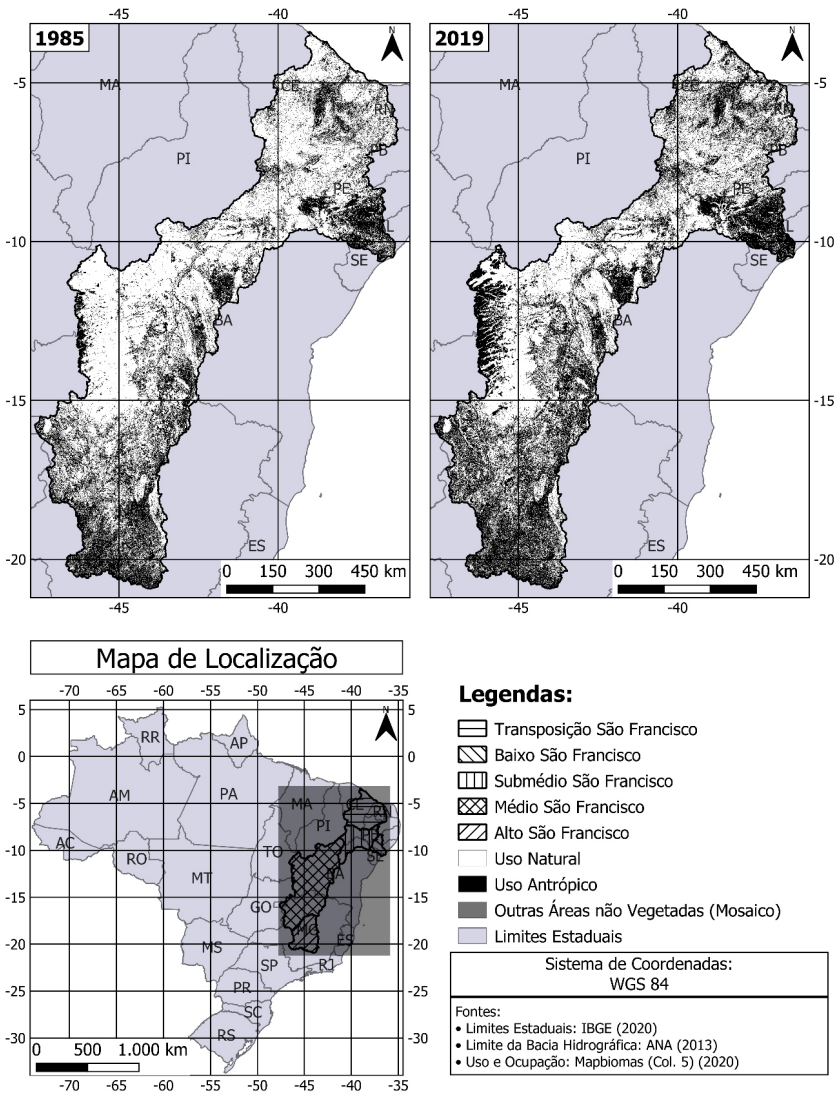 -45
-40
-45
-40
1985
N
2019
N
-5
-10
-15
-20
MA
CE
RN
PB
PI
PE
SE
BA
ES
0 150 300 450 km
MA
CE
RN
PB
PI
PE
SE
BA
ES
0 150 300 450 km
-5
-10
-15
-20
-45
-40
-45
-40
Mapa de Localização
-70 -65 -60 -55 -50 -45 -40 -35
5
0
-5
-10
-15
-20
-25
-30
N
RR
AP
AM
PA
MA
CE
RN
PI
AC
RO
TO
SE
BA
MT
GO
MG
ES
MS
SP
RJ
PR
SC
RS
0 500 1.000 km
5
0
-5
-10
-15
-20
-25
-30
-70 -65 -60 -55 -50 -45 -40 -35
Legendas:
Transposição São Francisco
Baixo São Francisco
Submédio São Francisco
Médio São Francisco
Alto São Francisco
Uso Natural
Uso Antrópico
Outras Áreas não Vegetadas (Mosaico)
Limites Estaduais
Sistema de Coordenadas:
WGS 84
Fontes:
• Limites Estaduais: IBGE (2020)
• Limite da Bacia Hidrográfica: ANA (2013)
• Uso e Ocupação: Mapbiomas (Col. 5) (2020)